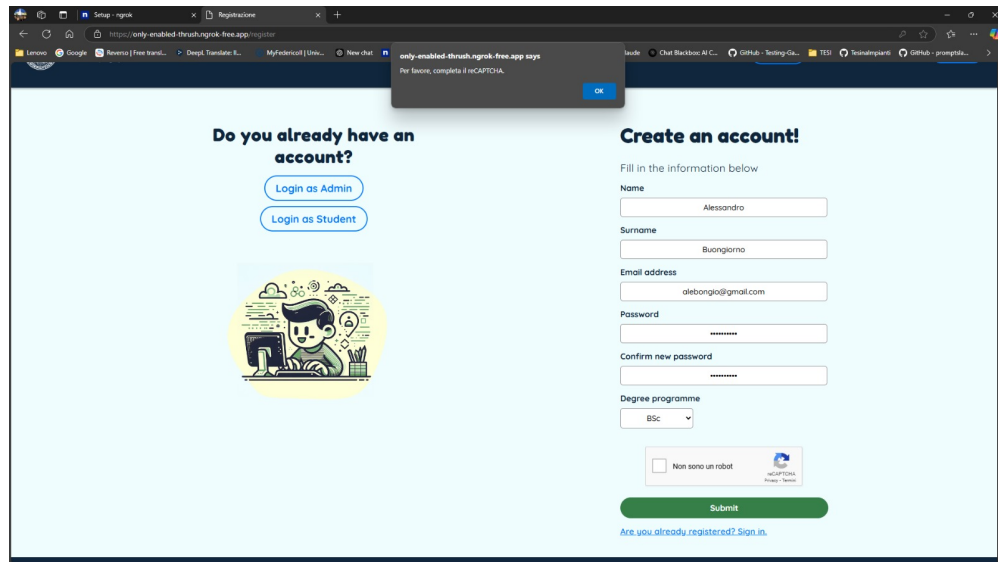 Setup - ngrok
Registrazione
https://only-enabled-thrush.ngrok-free.app/register
Lenovo
Google
Reverso | Free transl...
DeepL Translate: Il...
MyFedericoII | Univ...
New chat
laude
Chat Blackbox: AI C...
GitHub - Testing-Ga...
TESI
TesinaImpianti
GitHub - promptsla...
only-enabled-thrush.ngrok-free.app says
Per favore, completa il reCAPTCHA.
OK
Do you already have an
account?
Login as Admin
Login as Student
Create an account!
Fill in the information below
Name
Alessandro
Surname
Buongiorno
Email address
alebongio@gmail.com
Password
••••••••••
Confirm new password
••••••••••
Degree programme
BSc
Non sono un robot
reCAPTCHA
Privacy - Termini
Submit
Are you already registered? Sign in.